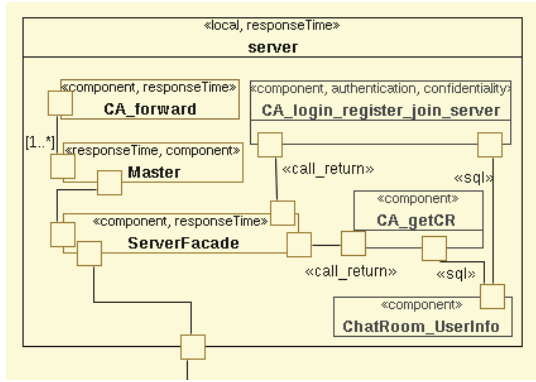 «local, responseTime»
server
«component, responseTime»
CA_forward
«component, authentication, confidentiality»
CA_login_register_join_server
[1..*]
«responseTime, component»
Master
«call_return»
«sql»
«component, responseTime»
ServerFacade
«component»
CA_getCR
«call_return»
«sql»
«component»
ChatRoom_UserInfo